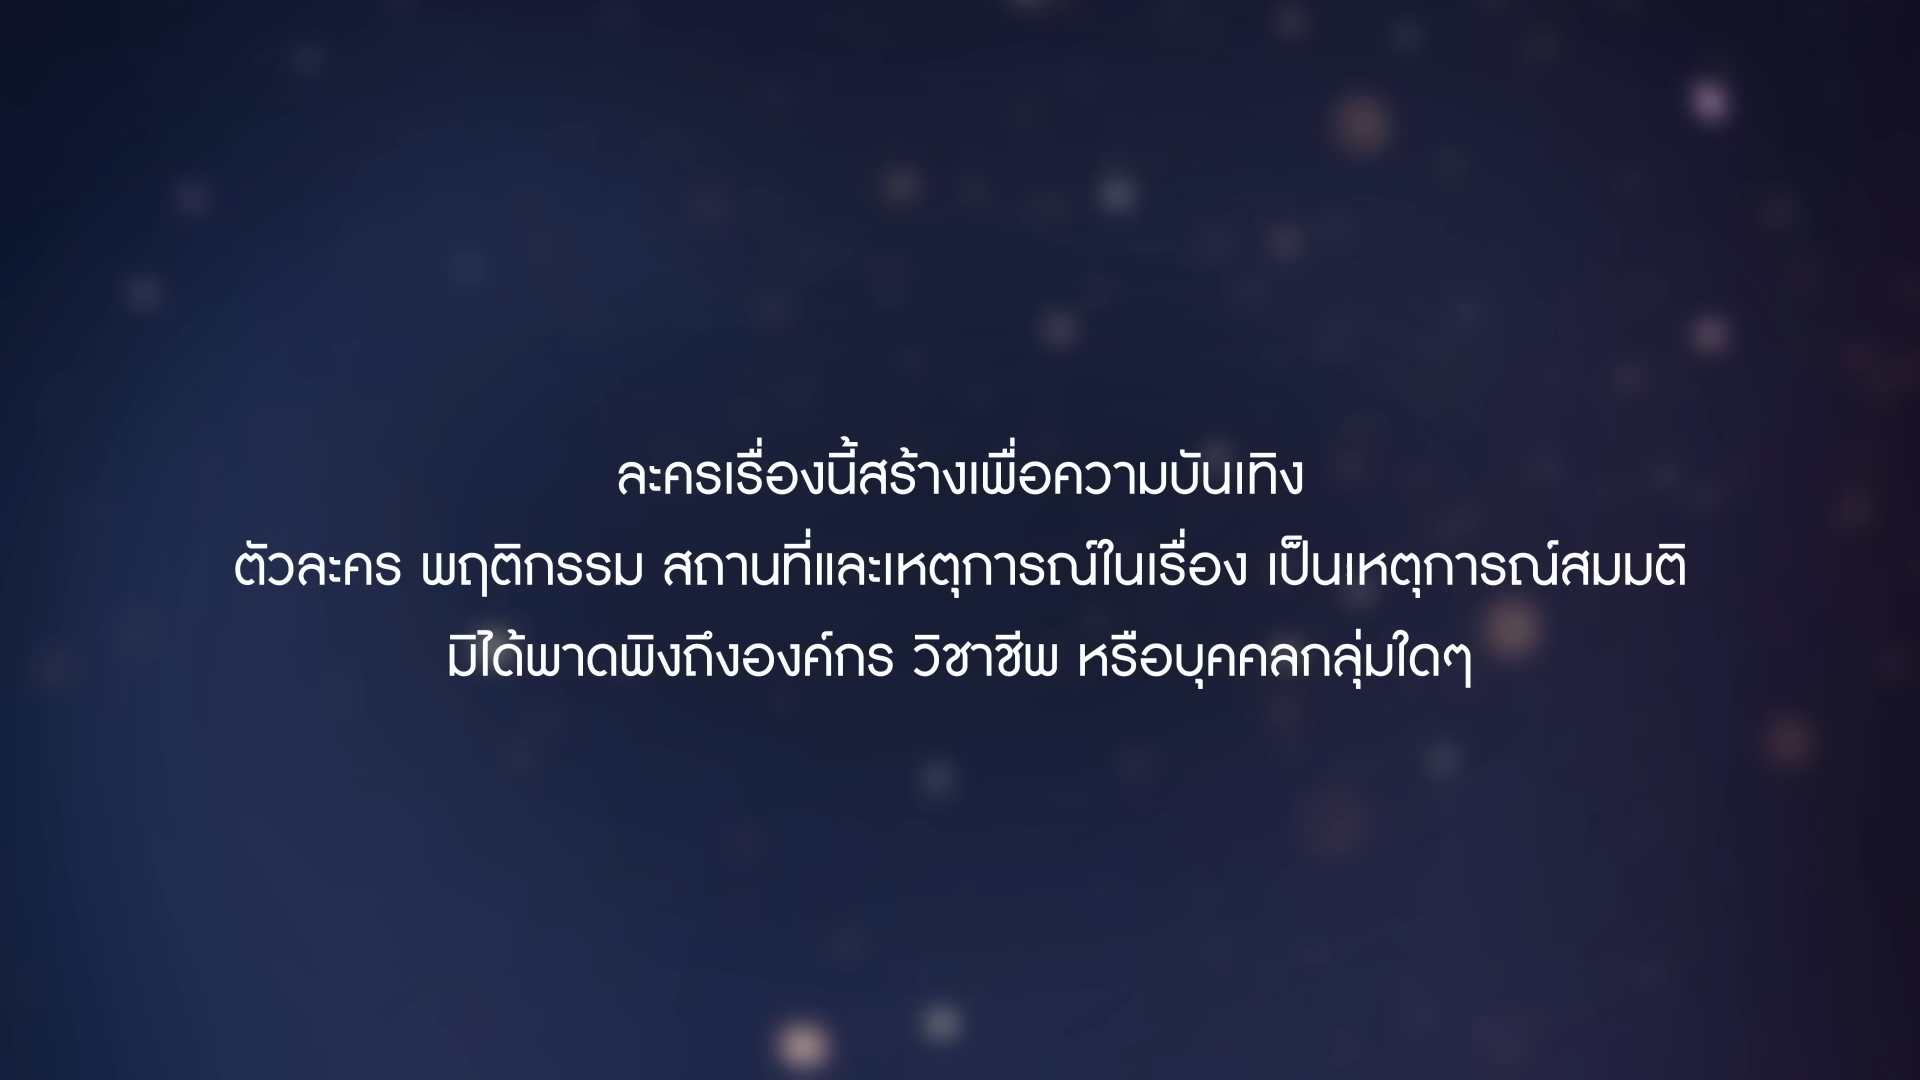 ละครเรื่องนี้สร้างเพื่อความบันเทิง
ตัวละคร พฤติกรรม สถานที่และเหตุการณ์ในเรื่อง เป็นเหตุการณ์สมมติ
มิได้พาดพิงถึงองค์กร วิชาชีพ หรือบุคคลกลุ่มใดๆ